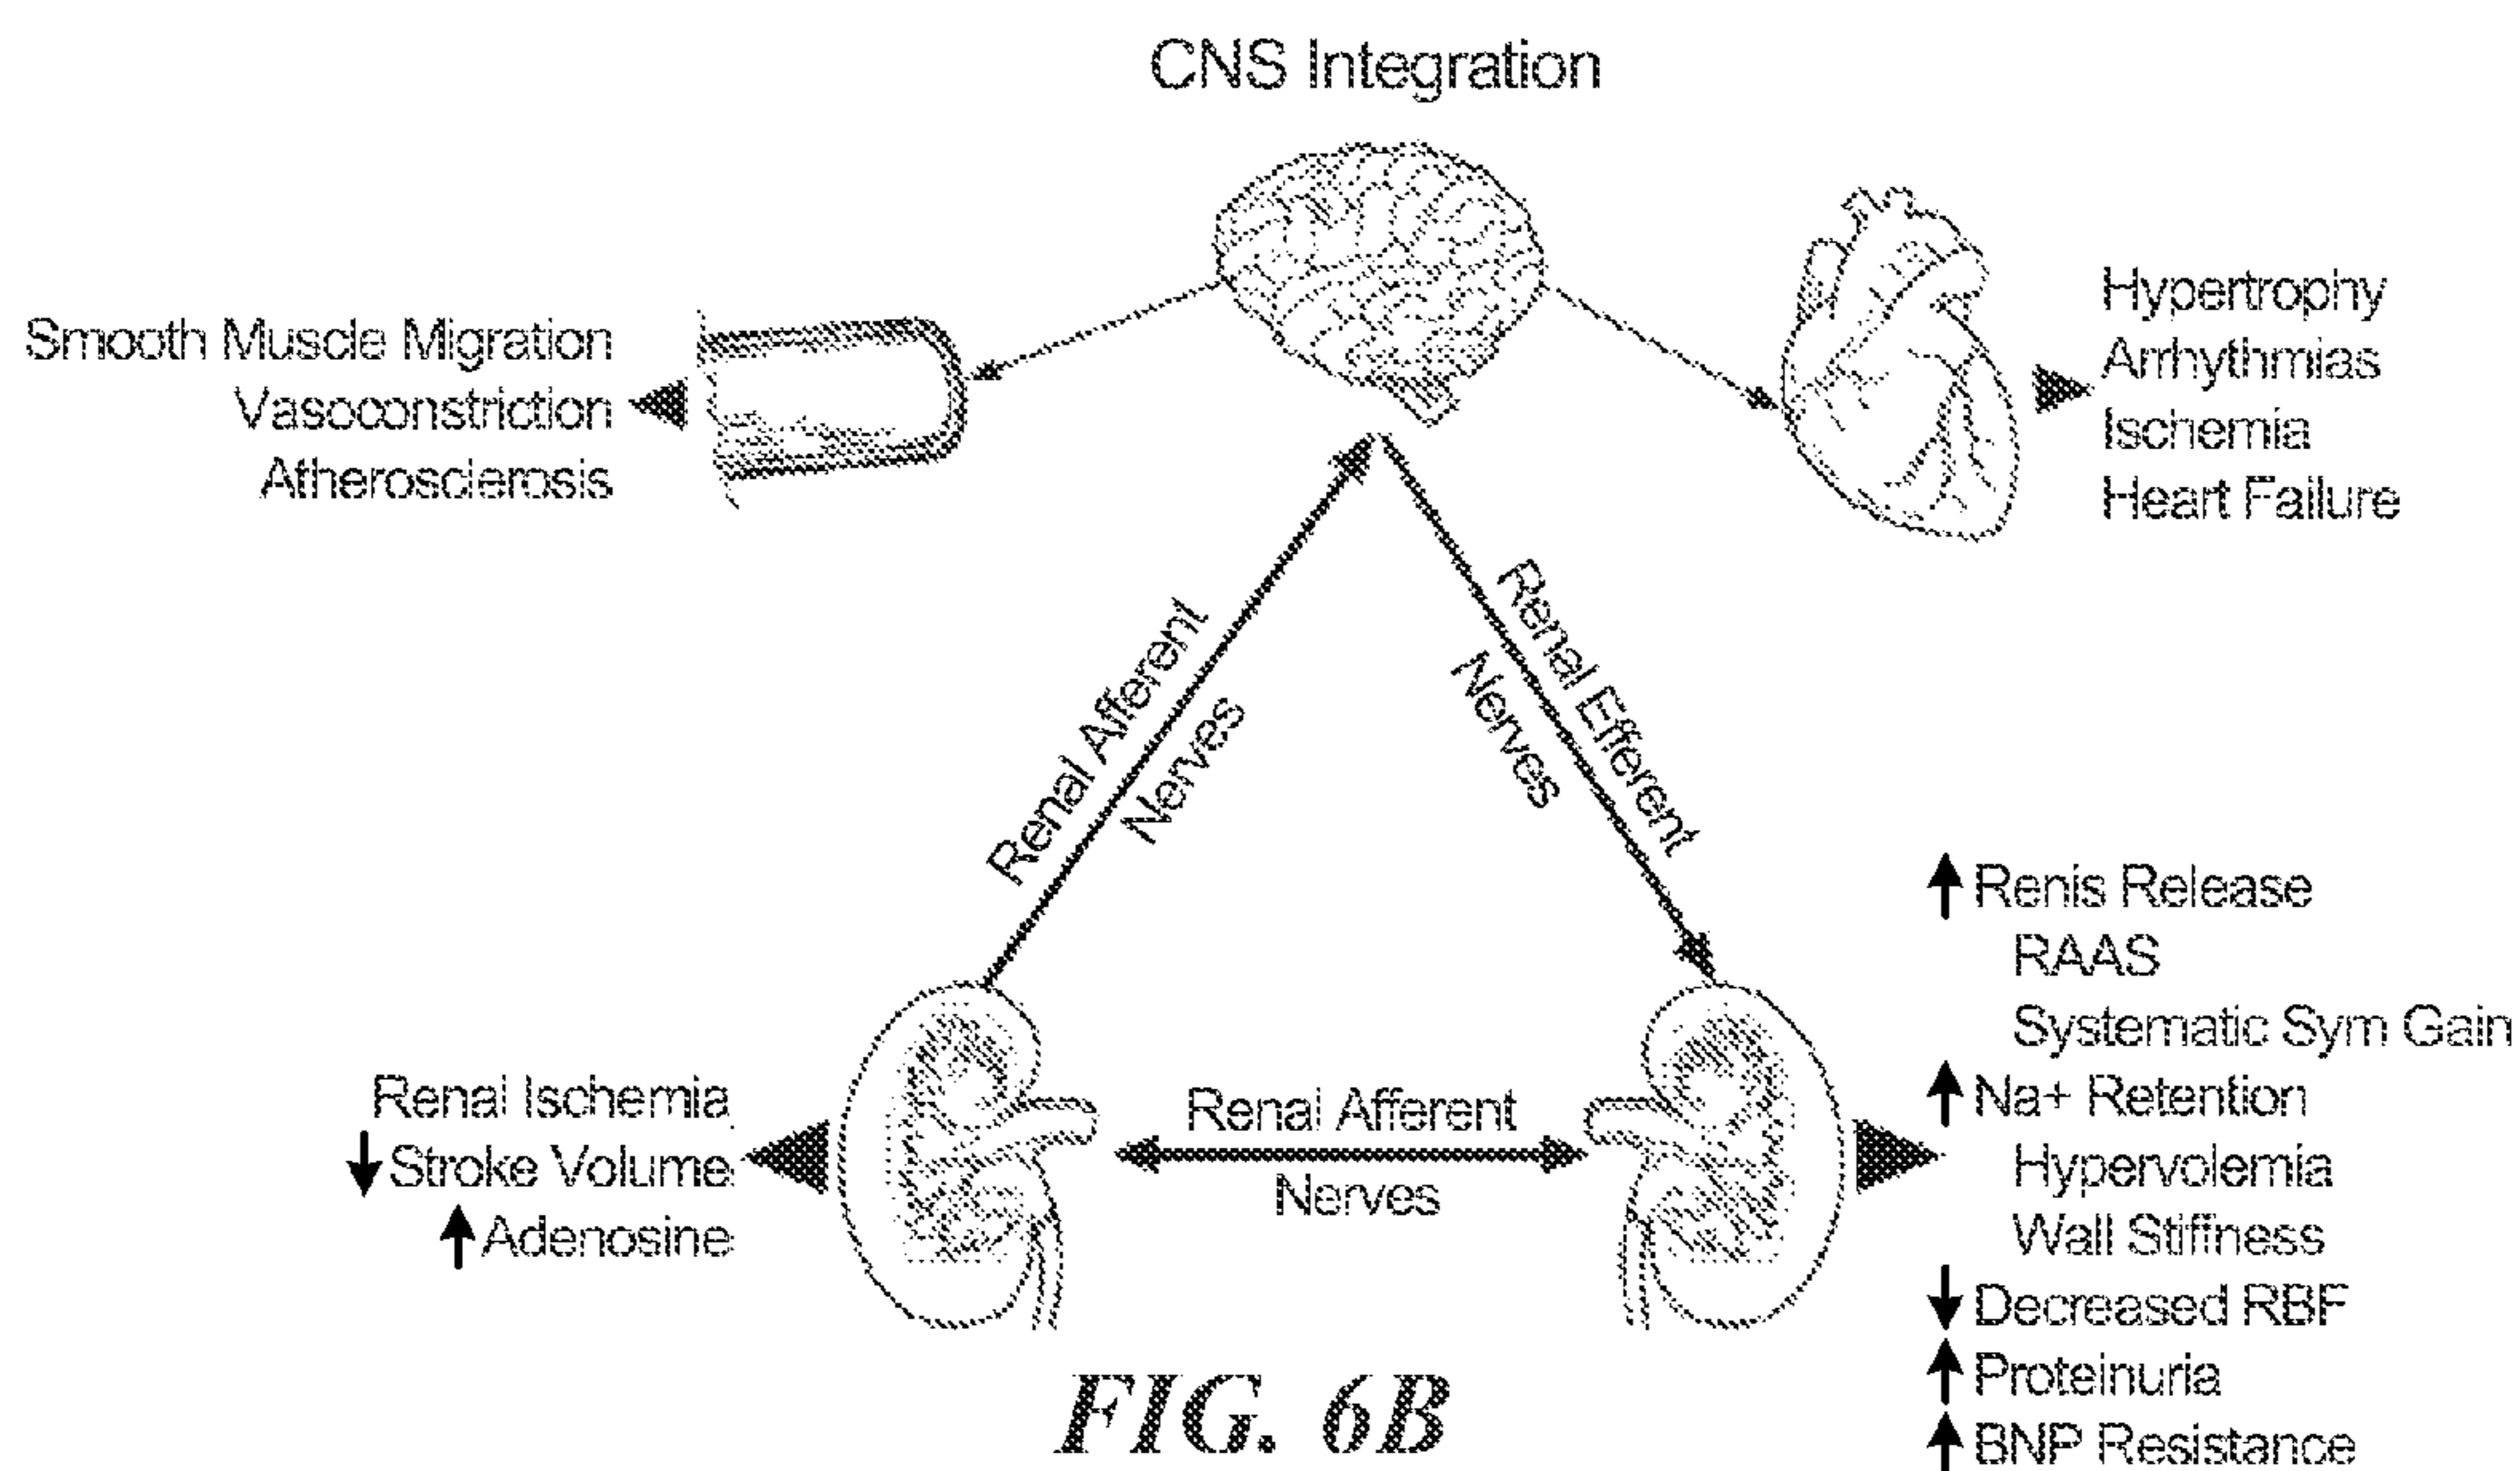 CNS Integration
Smooth Muscle Migration
Vasoconstriction
Atherosclerosis
Hypertrophy
Arrhythmias
Ischemia
Heart Failure
Renal Afferent
Nerves
Renal Efferent
Nerves
Renal Ischemia
↓ Stroke Volume
↑ Adenosine
Renal Afferent
Nerves
↑ Renis Release
RAAS
Systematic Sym Gain
↑ Na+ Retention
Hypervolemia
Wall Stiffness
↓ Decreased RBF
↑ Proteinuria
↑ BNP Resistance
FIG. 6B